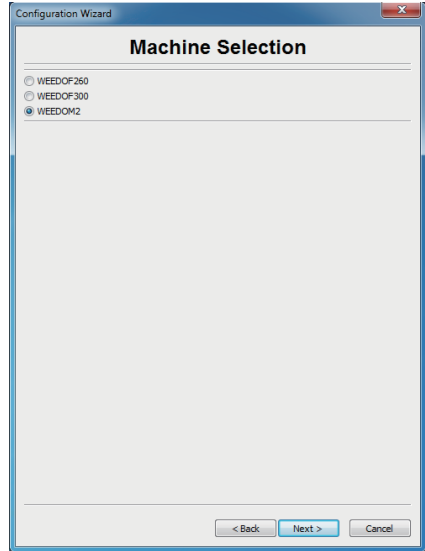 Configuration Wizard
Machine Selection
WEEDOF260
WEEDOF300
WEEDOM2
< Back Next > Cancel